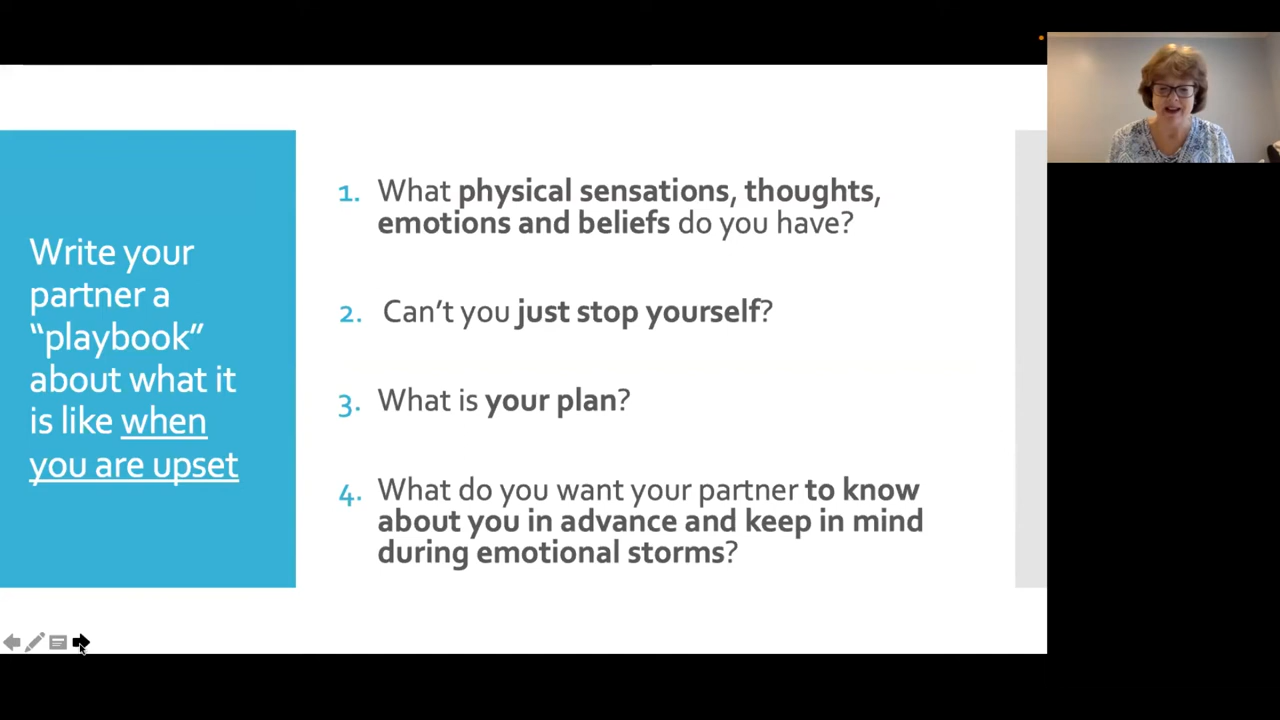 Write your
partner a
“playbook”
about what it
is like when
you are upset
1. What physical sensations, thoughts,
emotions and beliefs do you have?
2. Can’t you just stop yourself?
3. What is your plan?
4. What do you want your partner to know
about you in advance and keep in mind
during emotional storms?